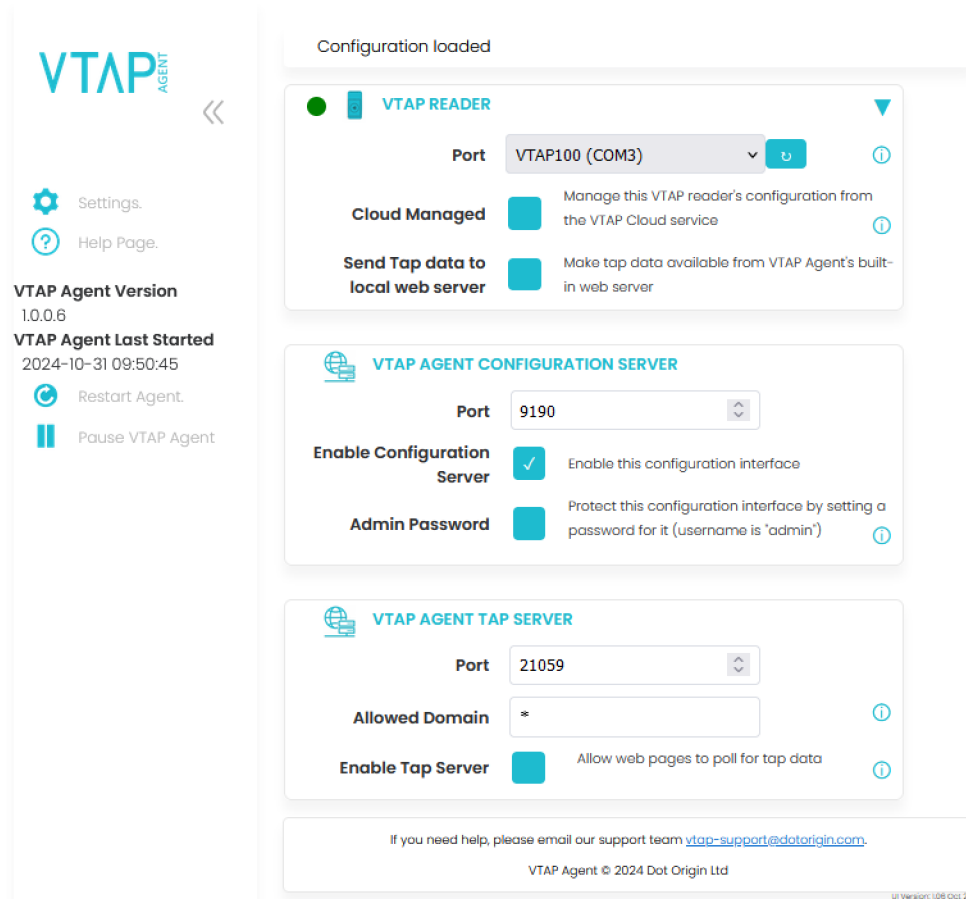 VTAP AGENT
Settings.
Help Page.
VTAP Agent Version
1.0.0.6
VTAP Agent Last Started
2024-10-31 09:50:45
Restart Agent.
Pause VTAP Agent
Configuration loaded
VTAP READER
Port
VTAP100 (COM3)
Cloud Managed
Manage this VTAP reader's configuration from
the VTAP Cloud service
Send Tap data to
local web server
Make tap data available from VTAP Agent's built-
in web server
VTAP AGENT CONFIGURATION SERVER
Port
9190
Enable Configuration
Server
Enable this configuration interface
Admin Password
Protect this configuration interface by setting a
password for it (username is "admin")
VTAP AGENT TAP SERVER
Port
21059
Allowed Domain
*
Enable Tap Server
Allow web pages to poll for tap data
If you need help, please email our support team vtap-support@dotorigin.com.
VTAP Agent © 2024 Dot Origin Ltd
UI Version: 1.06 Oct 2